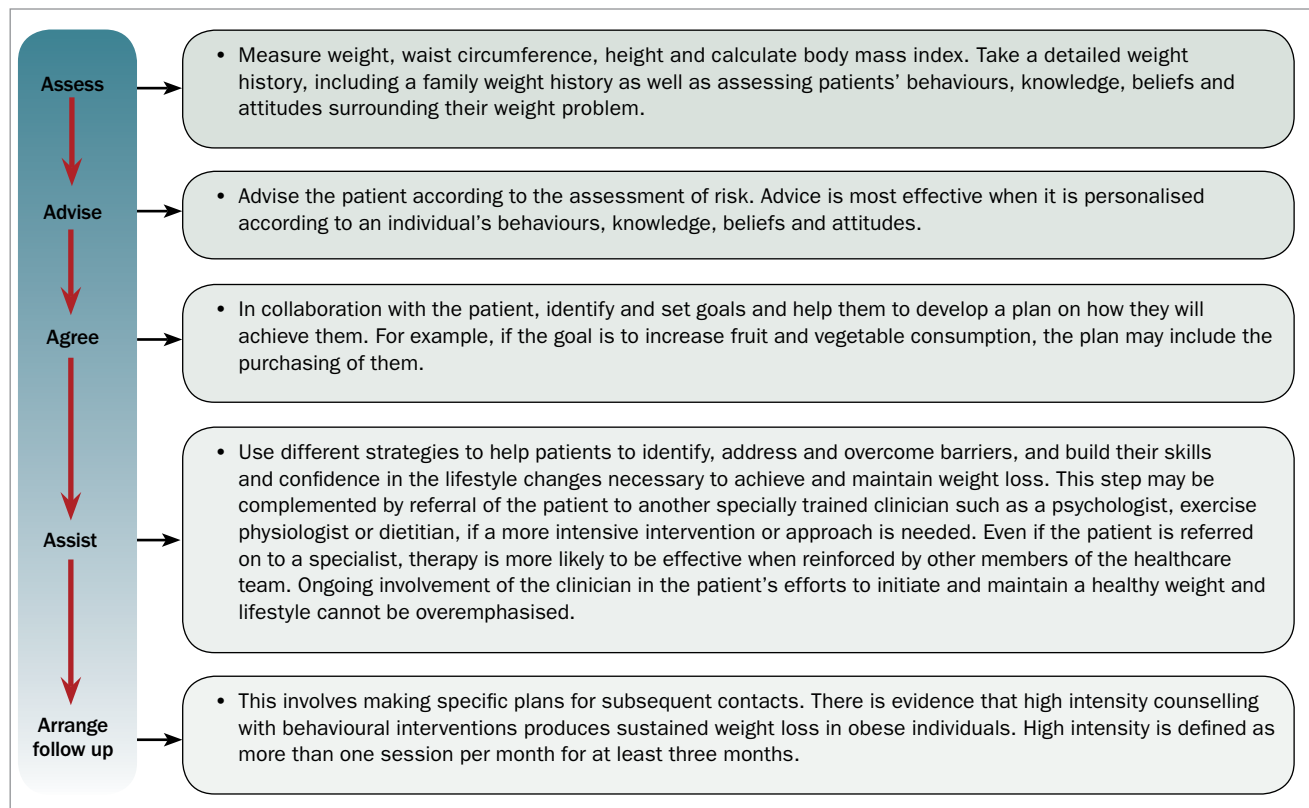 Assess
• Measure weight, waist circumference, height and calculate body mass index. Take a detailed weight
history, including a family weight history as well as assessing patients’ behaviours, knowledge, beliefs and
attitudes surrounding their weight problem.
Advise
• Advise the patient according to the assessment of risk. Advice is most effective when it is personalised
according to an individual’s behaviours, knowledge, beliefs and attitudes.
Agree
• In collaboration with the patient, identify and set goals and help them to develop a plan on how they will
achieve them. For example, if the goal is to increase fruit and vegetable consumption, the plan may include the
purchasing of them.
Assist
• Use different strategies to help patients to identify, address and overcome barriers, and build their skills
and confidence in the lifestyle changes necessary to achieve and maintain weight loss. This step may be
complemented by referral of the patient to another specially trained clinician such as a psychologist, exercise
physiologist or dietitian, if a more intensive intervention or approach is needed. Even if the patient is referred
on to a specialist, therapy is more likely to be effective when reinforced by other members of the healthcare
team. Ongoing involvement of the clinician in the patient’s efforts to initiate and maintain a healthy weight and
lifestyle cannot be overemphasised.
Arrange
follow up
• This involves making specific plans for subsequent contacts. There is evidence that high intensity counselling
with behavioural interventions produces sustained weight loss in obese individuals. High intensity is defined as
more than one session per month for at least three months.